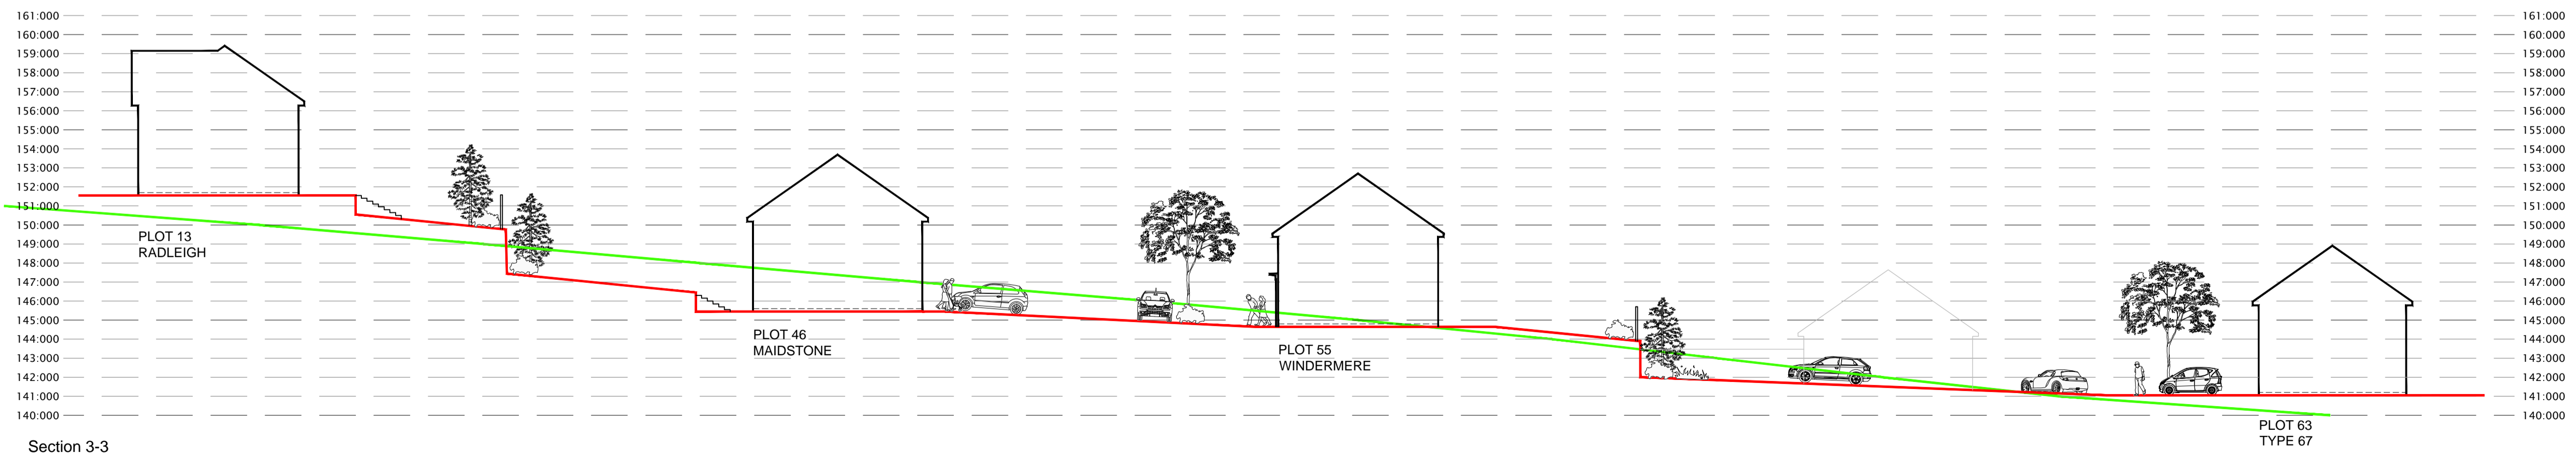 161:000 161:000
160:000 160:000
159:000 159:000
158:000 158:000
157:000 157:000
156:000 156:000
155:000 155:000
154:000 154:000
153:000 153:000
152:000 152:000
151:000 151:000
150:000 150:000
149:000 149:000
148:000 148:000
147:000 147:000
146:000 146:000
145:000 145:000
144:000 144:000
143:000 143:000
142:000 142:000
141:000 141:000
140:000 140:000
PLOT 13
RADLEIGH
PLOT 46
MAIDSTONE
PLOT 55
WINDERMERE
PLOT 63
TYPE 67
Section 3-3